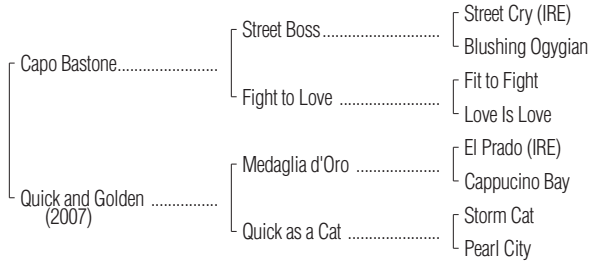 Street Cry (IRE)
Street Boss
Blushing Ogygian
Capo Bastone
Fit to Fight
Fight to Love
Love Is Love
El Prado (IRE)
Medaglia d'Oro
Cappucino Bay
Quick and Golden
(2007)
Storm Cat
Quick as a Cat
Pearl City